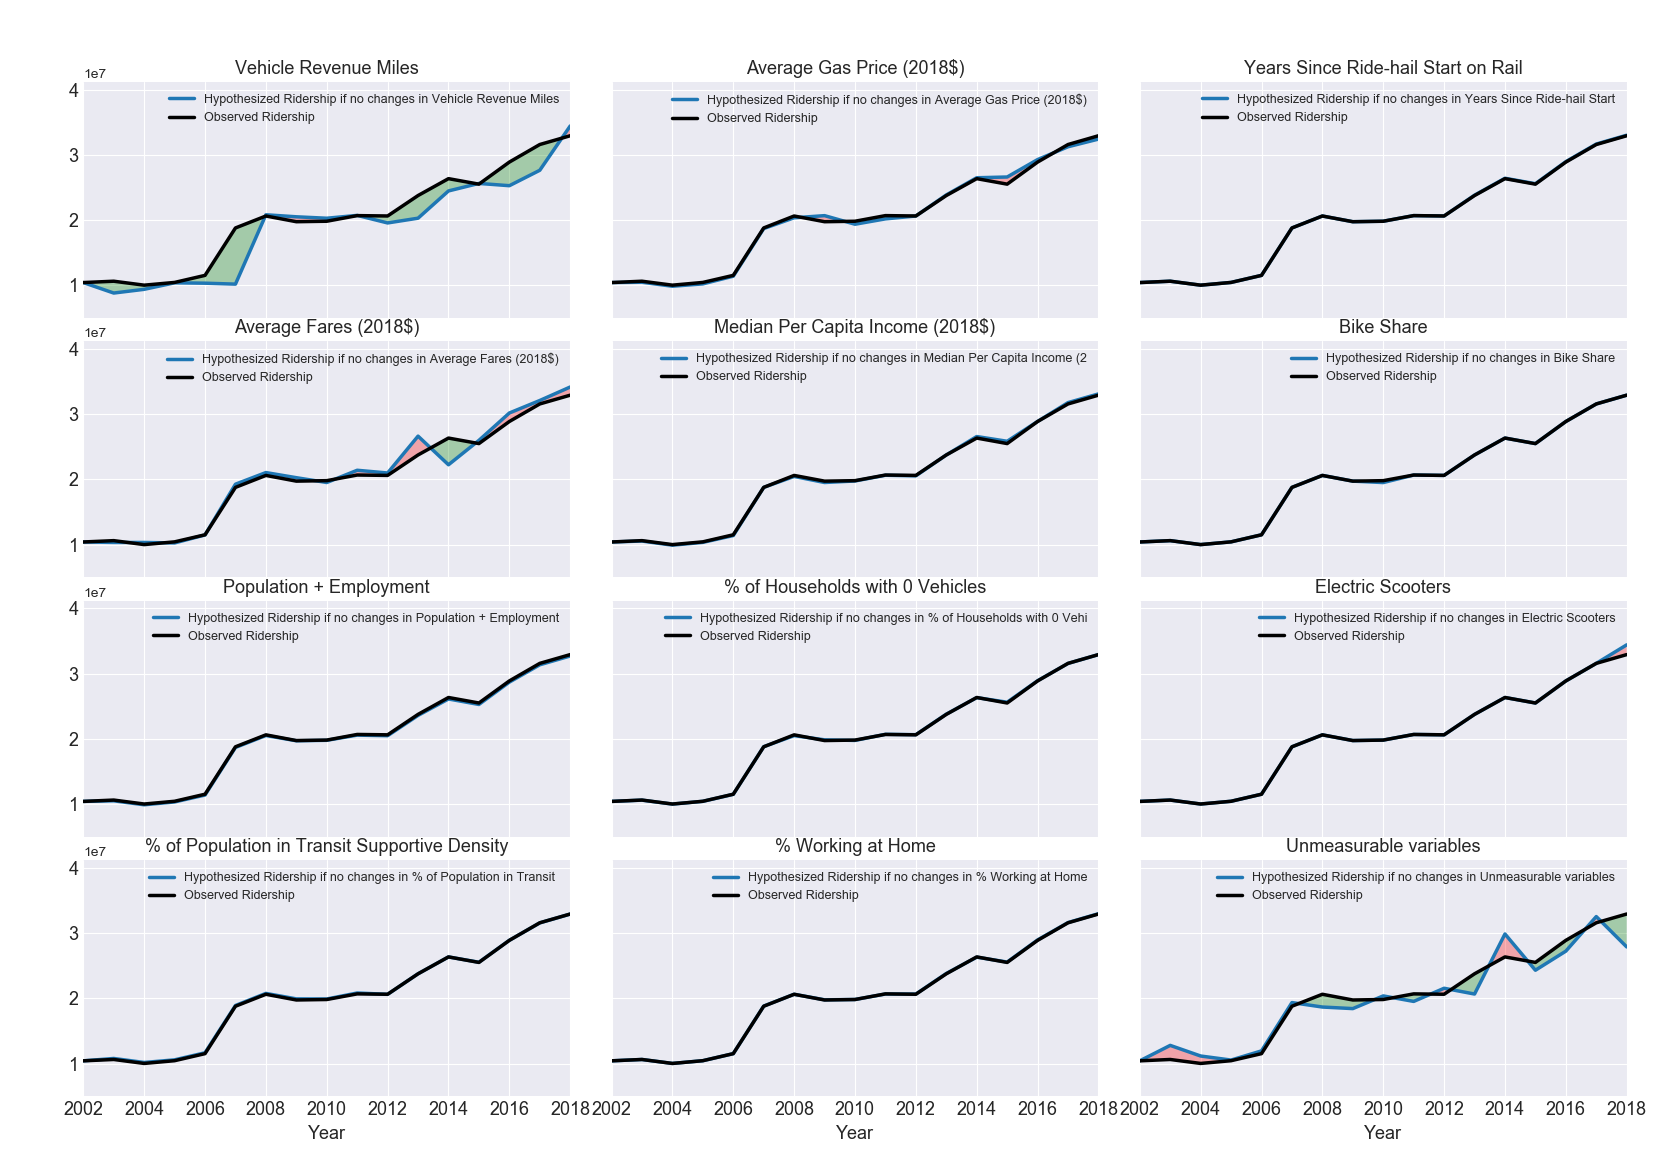 Vehicle Revenue Miles
1e7
4
3
2
1
Hypothesized Ridership if no changes in Vehicle Revenue Miles
Observed Ridership
Average Gas Price (2018$)
Hypothesized Ridership if no changes in Average Gas Price (2018$)
Observed Ridership
Years Since Ride-hail Start on Rail
Hypothesized Ridership if no changes in Years Since Ride-hail Start
Observed Ridership
Average Fares (2018$)
1e7
4
3
2
1
Hypothesized Ridership if no changes in Average Fares (2018$)
Observed Ridership
Median Per Capita Income (2018$)
Hypothesized Ridership if no changes in Median Per Capita Income (2
Observed Ridership
Bike Share
Hypothesized Ridership if no changes in Bike Share
Observed Ridership
Population + Employment
1e7
4
3
2
1
Hypothesized Ridership if no changes in Population + Employment
Observed Ridership
% of Households with 0 Vehicles
Hypothesized Ridership if no changes in % of Households with 0 Vehi
Observed Ridership
Electric Scooters
Hypothesized Ridership if no changes in Electric Scooters
Observed Ridership
% of Population in Transit Supportive Density
1e7
4
3
2
1
Hypothesized Ridership if no changes in % of Population in Transit
Observed Ridership
2002 2004 2006 2008 2010 2012 2014 2016 2018
Year
% Working at Home
Hypothesized Ridership if no changes in % Working at Home
Observed Ridership
2002 2004 2006 2008 2010 2012 2014 2016 2018
Year
Unmeasurable variables
Hypothesized Ridership if no changes in Unmeasurable variables
Observed Ridership
2002 2004 2006 2008 2010 2012 2014 2016 2018
Year